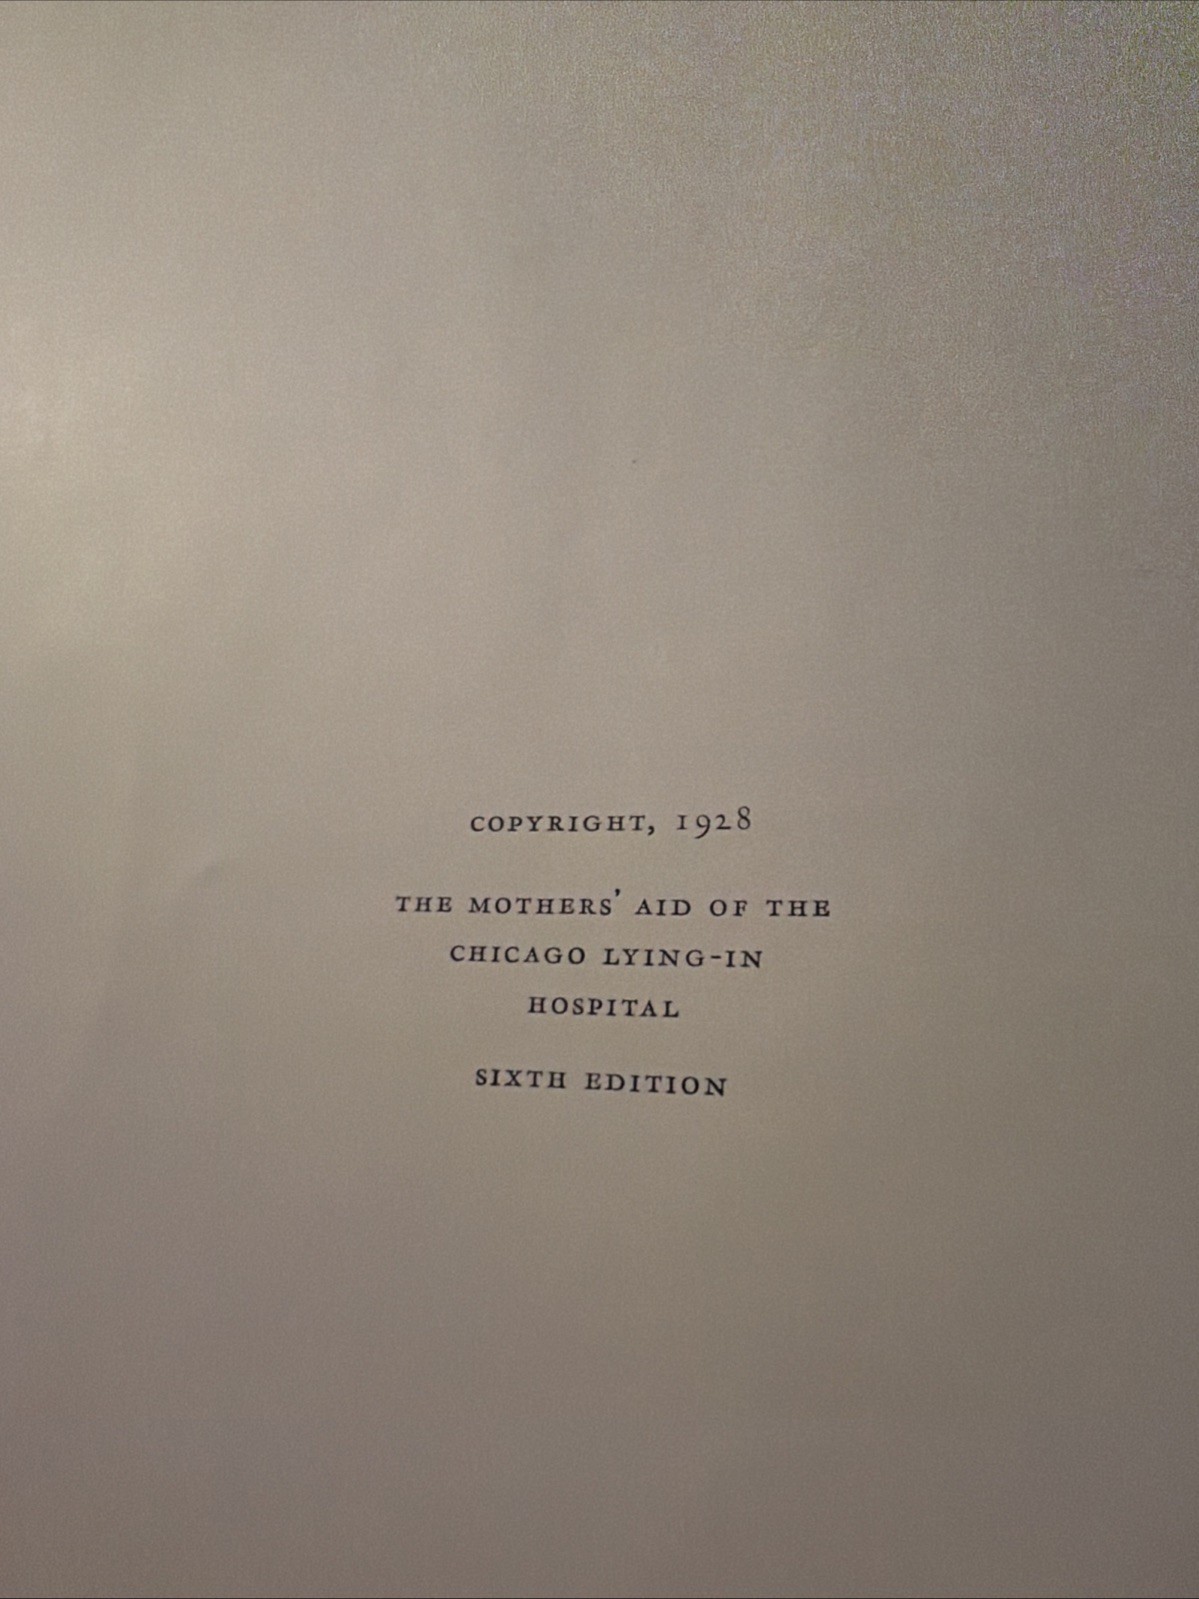 COPYRIGHT, 1928
THE MOTHERS' AID OF THE
CHICAGO LYING-IN
HOSPITAL
SIXTH EDITION